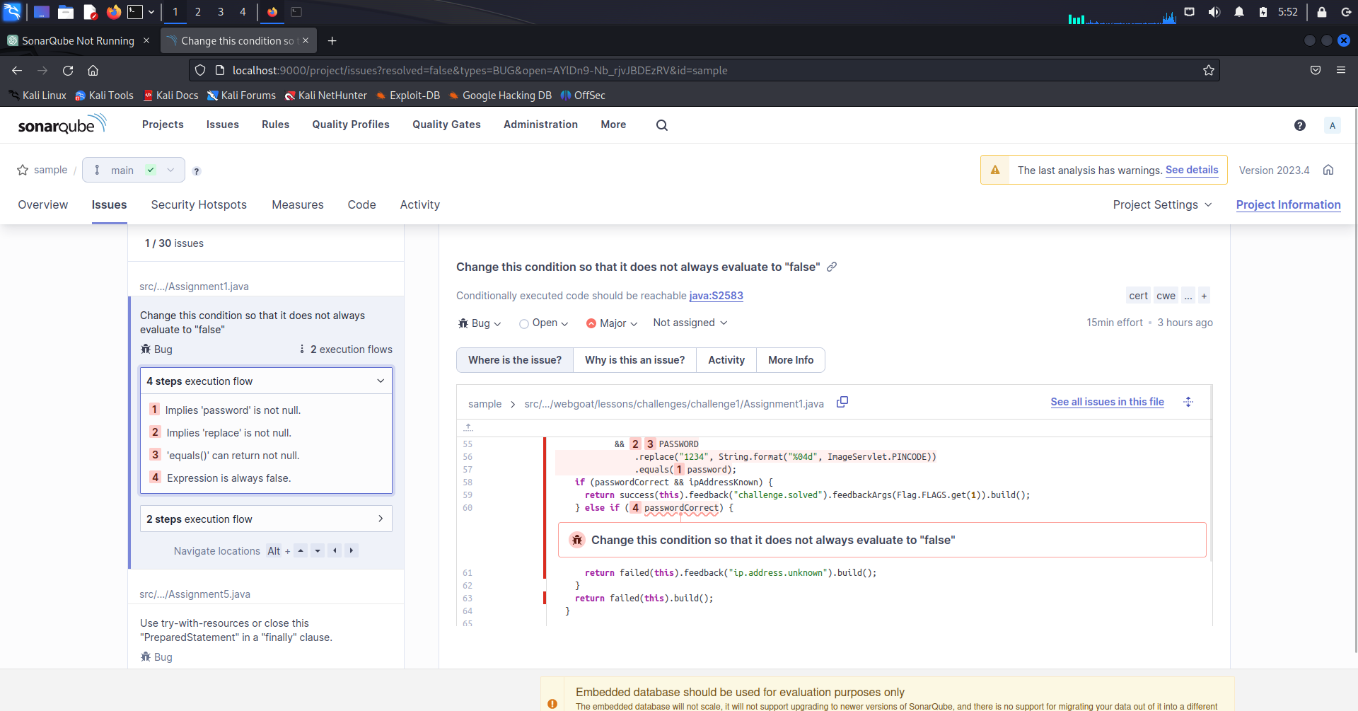 1 2 3 4 5:52
SonarQube Not Running × Change this condition so t × +
localhost:9000/project/issues?resolved=false&types=BUG&open=AYlDn9-Nb_rjvJBDEzRV&id=sample
Kali Linux Kali Tools Kali Docs Kali Forums Kali NetHunter Exploit-DB Google Hacking DB OffSec
sonarqube Projects Issues Rules Quality Profiles Quality Gates Administration More ? A
sample / main ? The last analysis has warnings. See details Version 2023.4
Overview Issues Security Hotspots Measures Code Activity Project Settings Project Information
1 / 30 issues
src/.../Assignment1.java
Change this condition so that it does not always
evaluate to "false"
Bug 2 execution flows
4 steps execution flow
1 Implies 'password' is not null.
2 Implies 'replace' is not null.
3 'equals()' can return not null.
4 Expression is always false.
2 steps execution flow
Navigate locations Alt +
src/.../Assignment5.java
Use try-with-resources or close this
"PreparedStatement" in a "finally" clause.
Bug
Change this condition so that it does not always evaluate to "false"
Conditionally executed code should be reachable java:S2583 cert cwe ... +
Bug Open Major Not assigned 15min effort • 3 hours ago
Where is the issue? Why is this an issue? Activity More Info
sample > src/.../webgoat/lessons/challenges/challenge1/Assignment1.java See all issues in this file
55 && 2 3 PASSWORD
56 .replace("1234", String.format("%04d", ImageServlet.PINCODE))
57 .equals( 1 password);
58 if (passwordCorrect && ipAddressKnown) {
59 return success(this).feedback("challenge.solved").feedbackArgs(Flag.FLAGS.get(1)).build();
60 } else if ( 4 passwordCorrect) {
Change this condition so that it does not always evaluate to "false"
61 return failed(this).feedback("ip.address.unknown").build();
62 }
63 return failed(this).build();
64 }
65
Embedded database should be used for evaluation purposes only
The embedded database will not scale, it will not support upgrading to newer versions of SonarQube, and there is no support for migrating your data out of it into a different